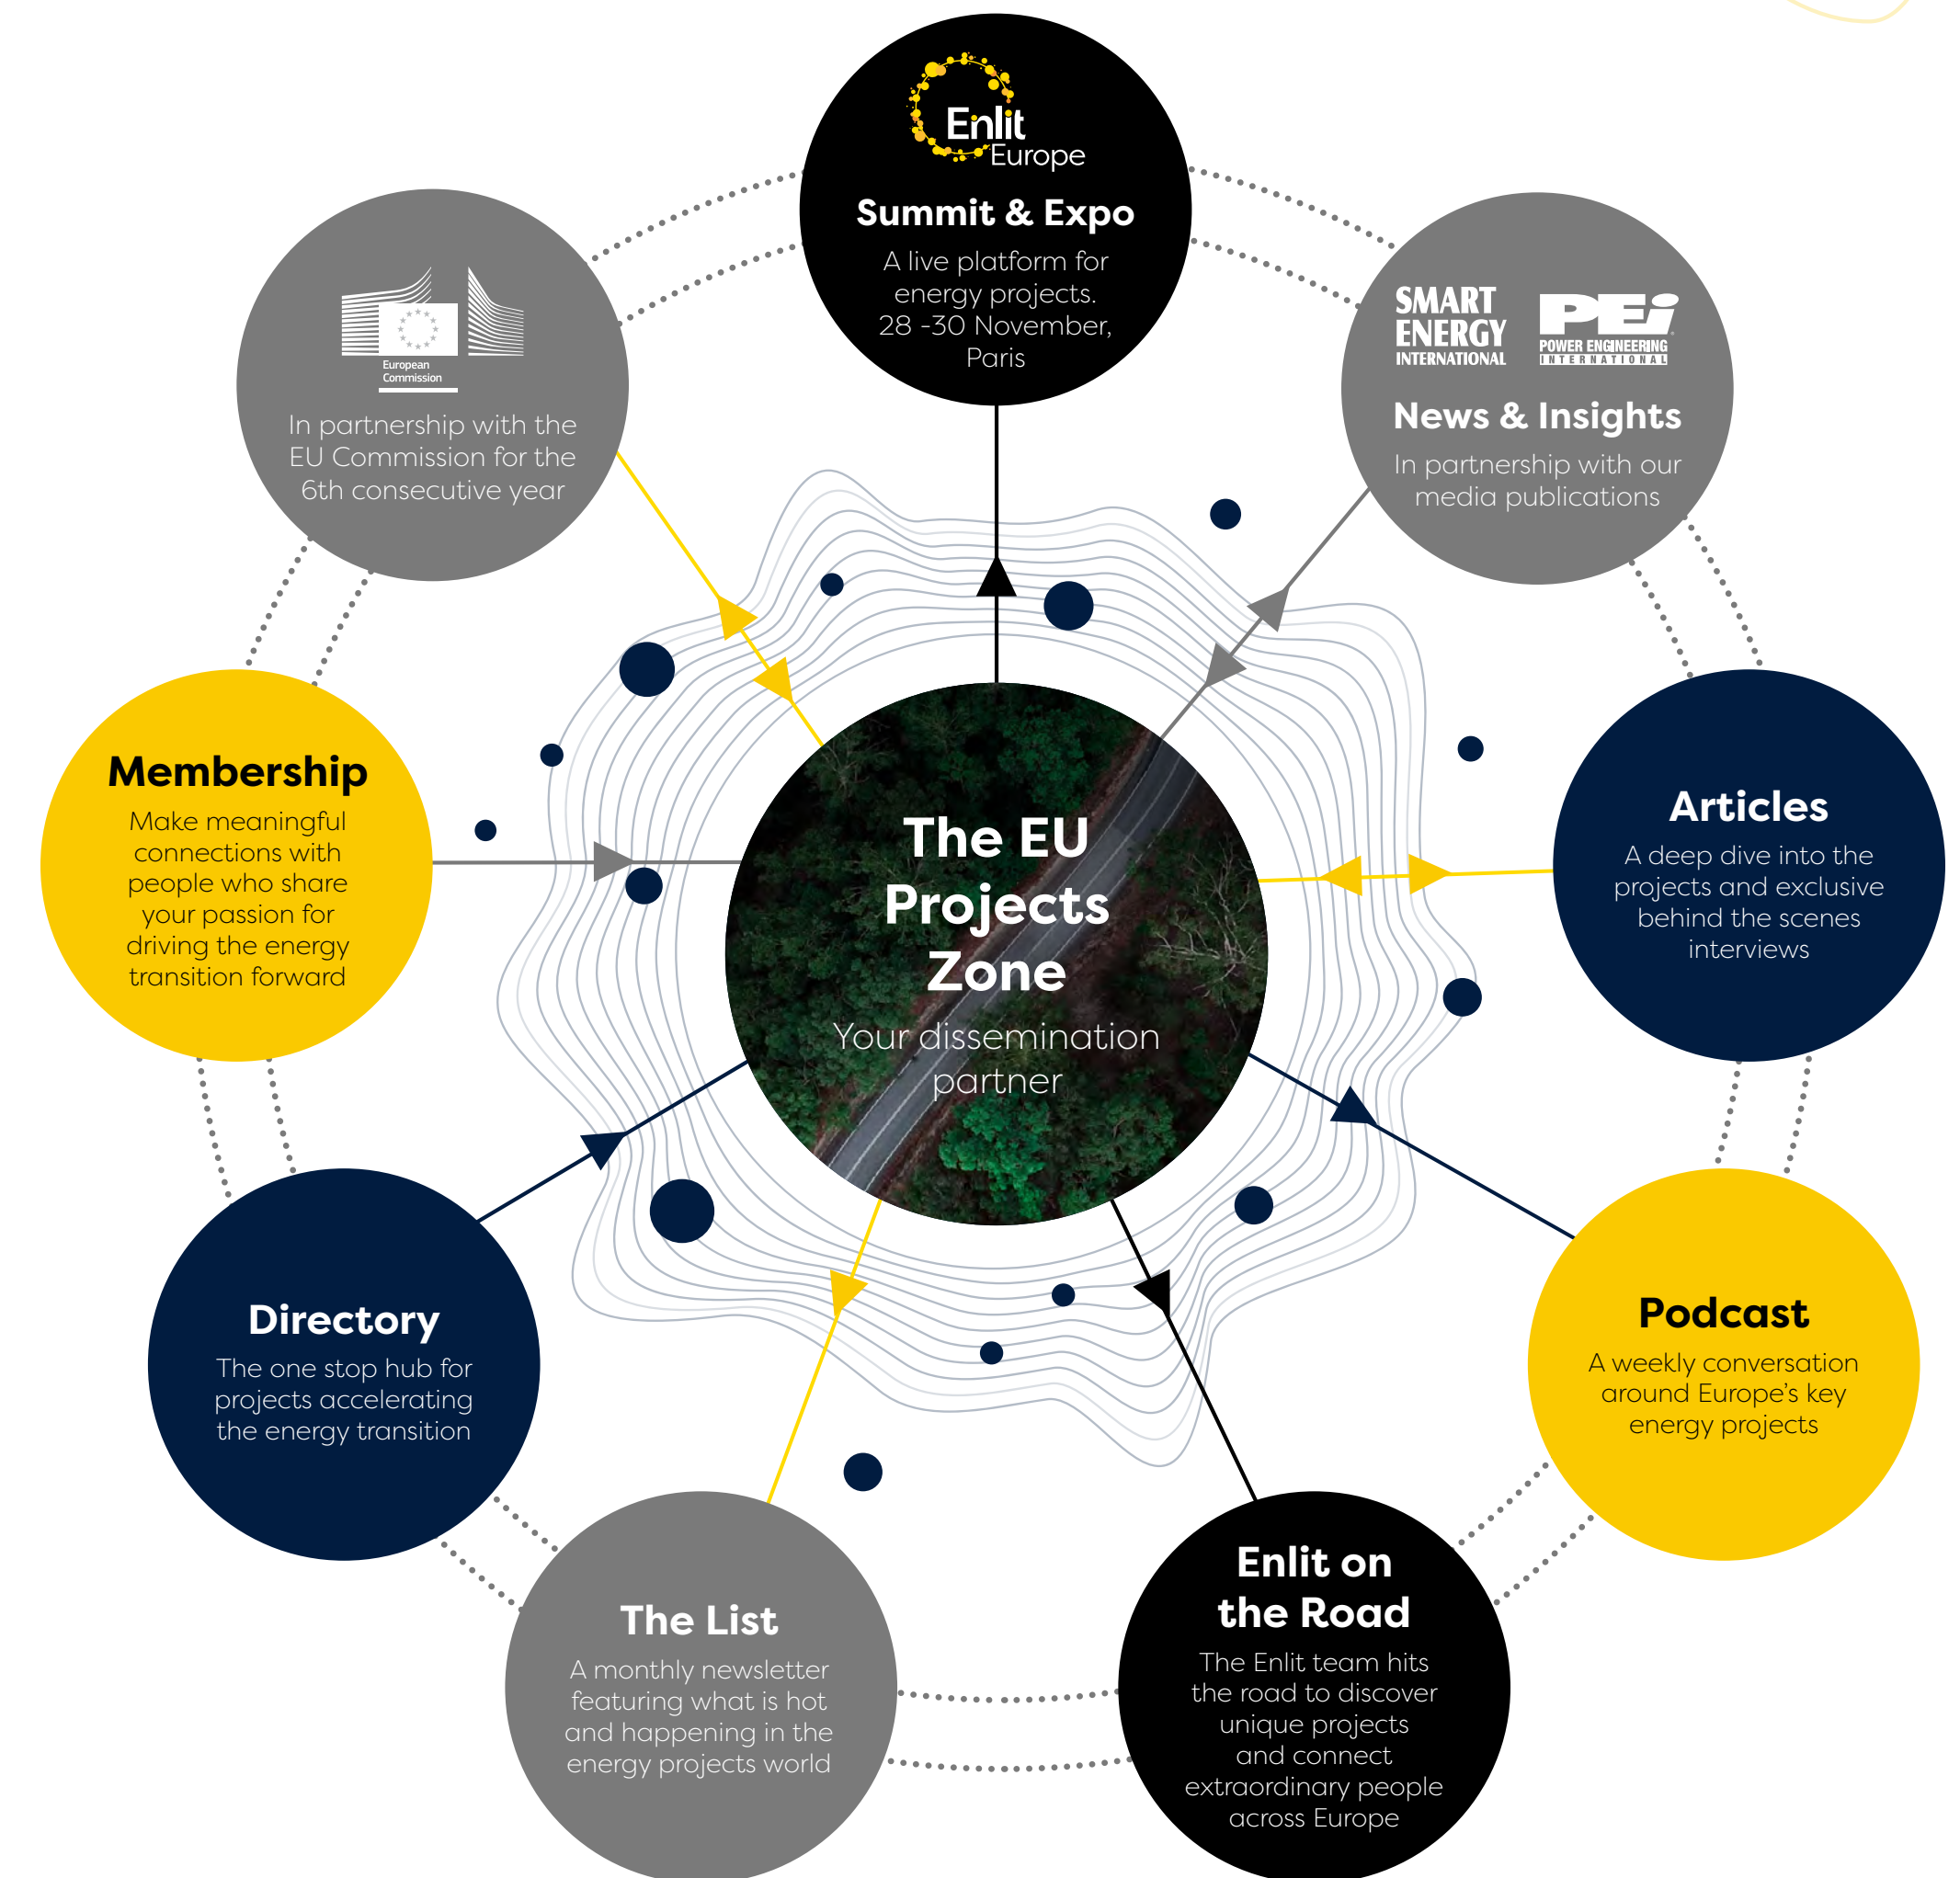 Enlit
Europe
Summit & Expo
A live platform for
energy projects.
28 -30 November,
Paris
European
Commission
In partnership with the
EU Commission for the
6th consecutive year
SMART
ENERGY
INTERNATIONAL
PEi
POWER ENGINEERING
INTERNATIONAL
News & Insights
In partnership with our
media publications
Membership
Make meaningful
connections with
people who share
your passion for
driving the energy
transition forward
The EU
Projects
Zone
Your dissemination
partner
Articles
A deep dive into the
projects and exclusive
behind the scenes
interviews
Directory
The one stop hub for
projects accelerating
the energy transition
Podcast
A weekly conversation
around Europe’s key
energy projects
The List
A monthly newsletter
featuring what is hot
and happening in the
energy projects world
Enlit on
the Road
The Enlit team hits
the road to discover
unique projects
and connect
extraordinary people
across Europe